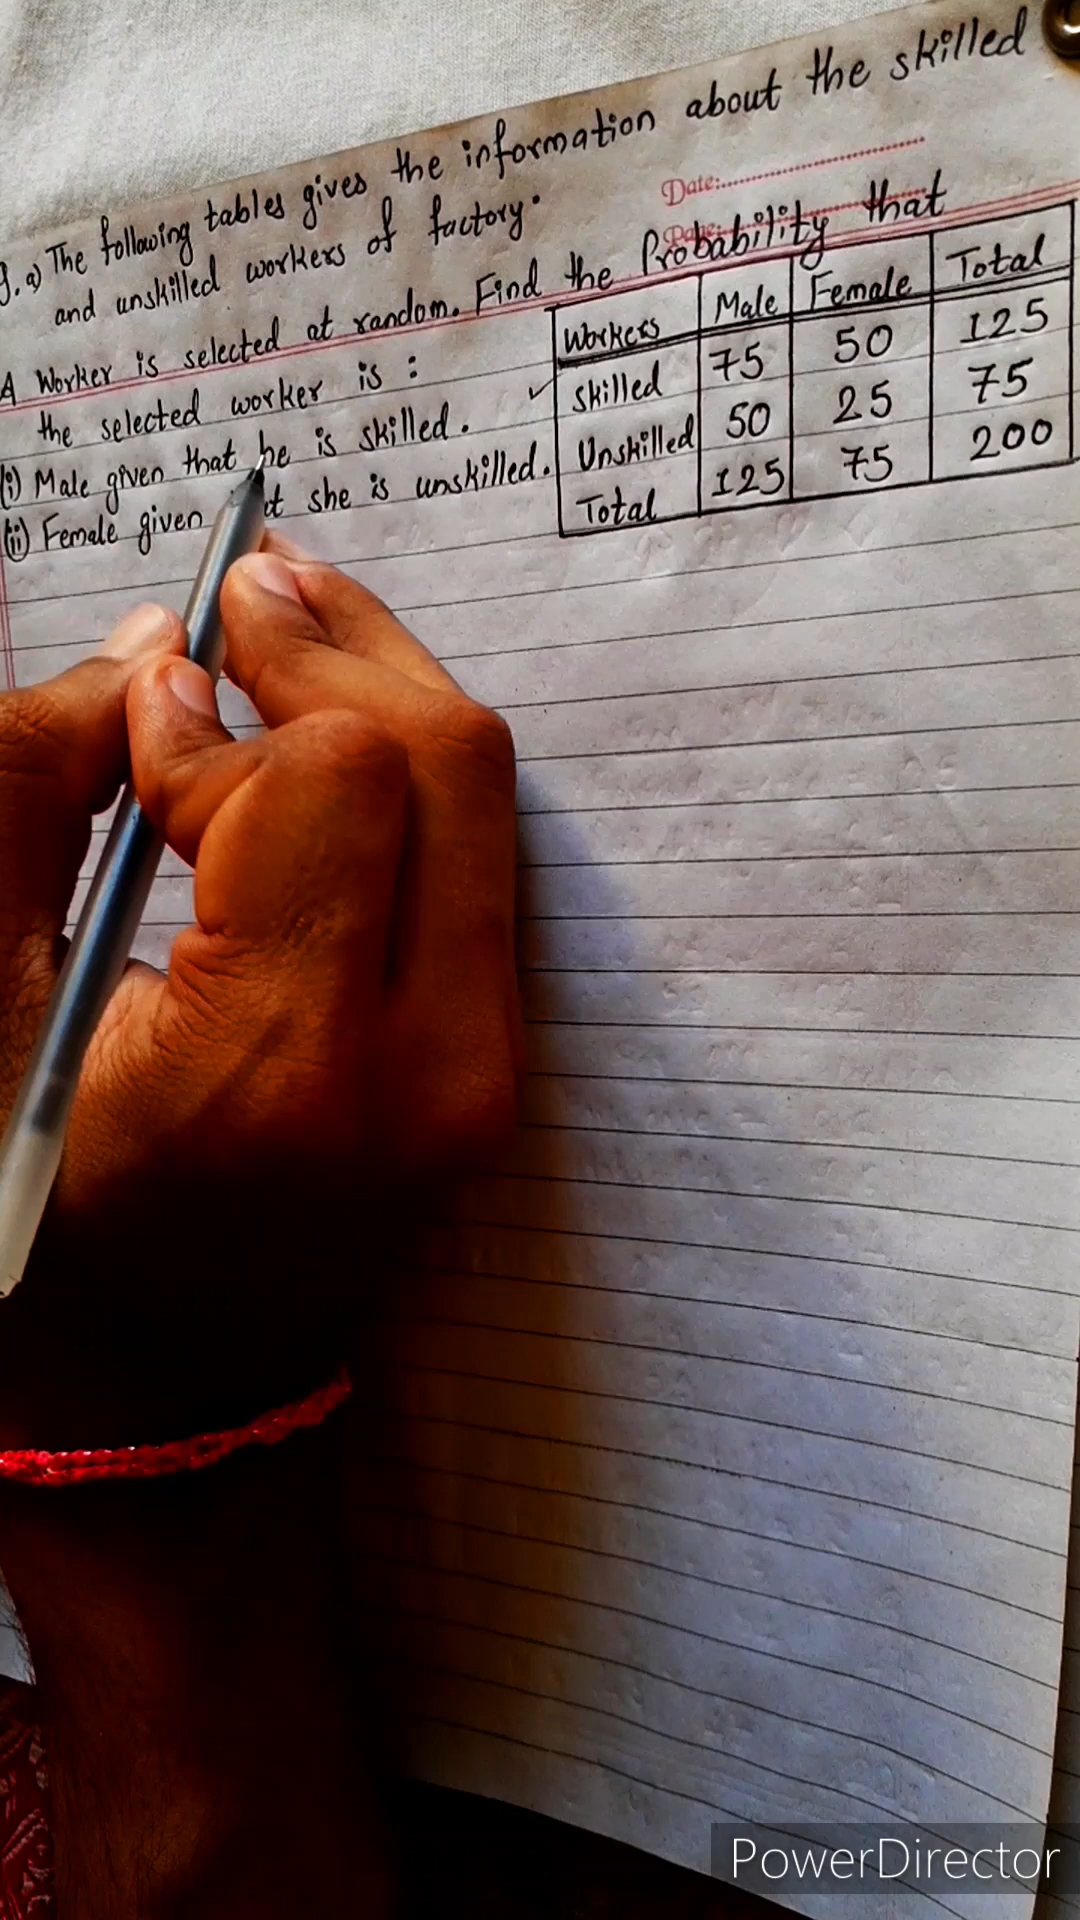 9. a) The following tables gives the information about the skilled
and unskilled workers of factory.
Date:
A worker is selected at random. Find the Probability that
the selected worker is :
(i) Male given that he is skilled.
(ii) Female given she is unskilled.
Workers Male Female Total
Skilled 75 50 125
Unskilled 50 25 75
Total 125 75 200
PowerDirector